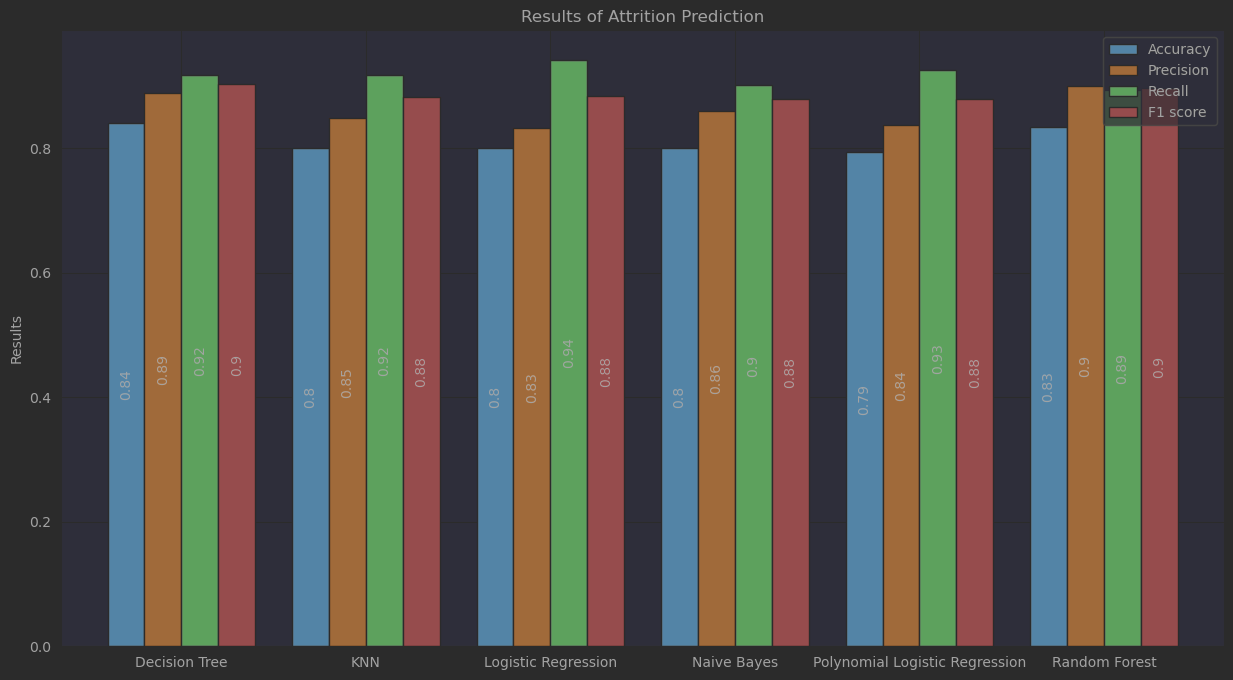 Results of Attrition Prediction
Accuracy
Precision
Recall
F1 score
Results
0.8
0.6
0.4
0.2
0.0
0.84
0.89
0.92
0.9
0.8
0.85
0.92
0.88
0.8
0.83
0.94
0.88
0.8
0.86
0.9
0.88
0.79
0.84
0.93
0.88
0.83
0.9
0.89
0.9
Decision Tree
KNN
Logistic Regression
Naive Bayes
Polynomial Logistic Regression
Random Forest